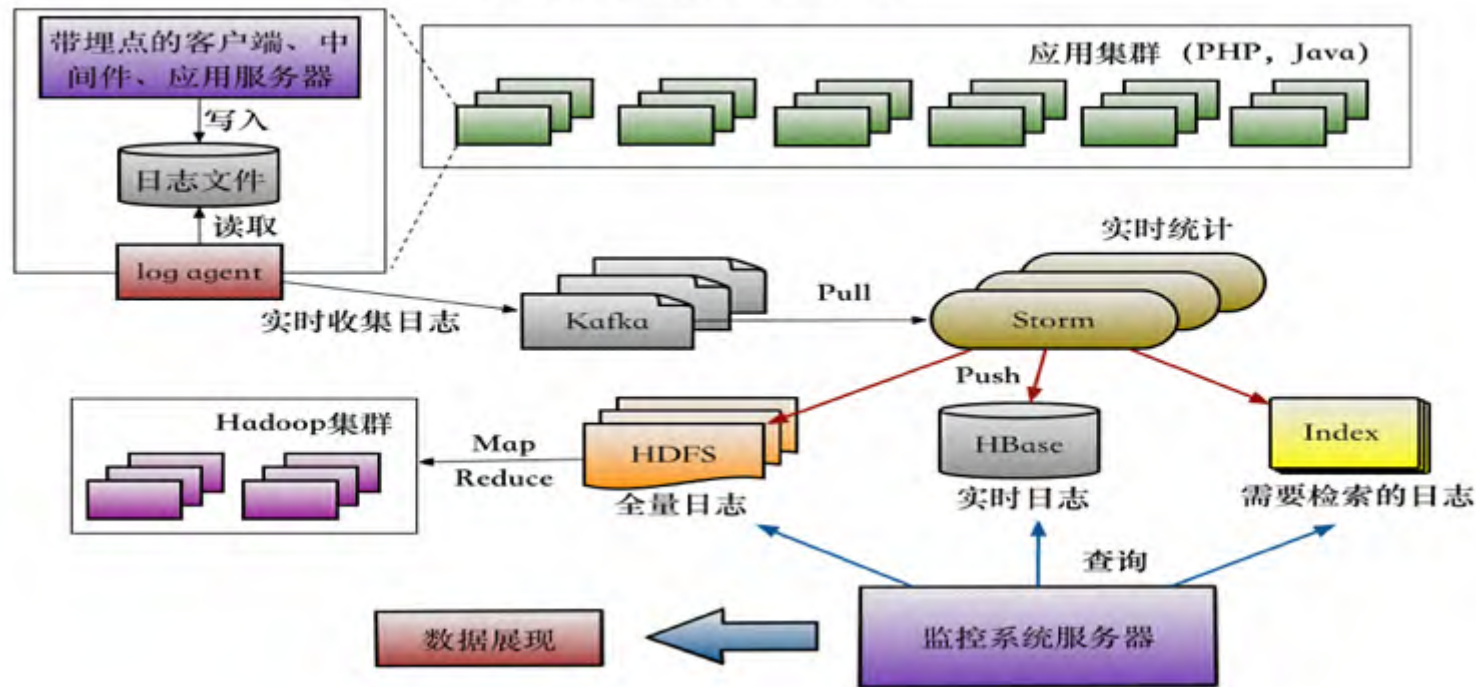 带埋点的客户端、中
间件、应用服务器
写入
日志文件
读取
log agent
应用集群（PHP，Java）
实时收集日志
Kafka
Pull
实时统计
Storm
Push
Hadoop集群
Map
Reduce
HDFS
全量日志
HBase
实时日志
Index
需要检索的日志
查询
数据展现
监控系统服务器